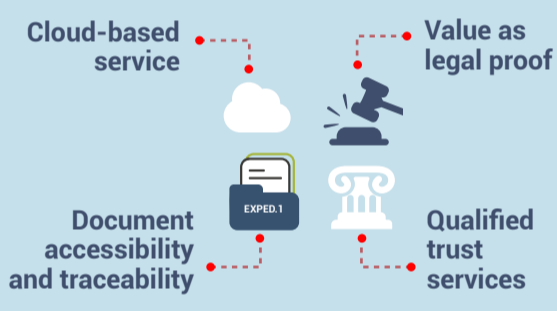 Cloud-based
service
Value as
legal proof
EXPED.1
Document
accessibility
and traceability
Qualified
trust
services